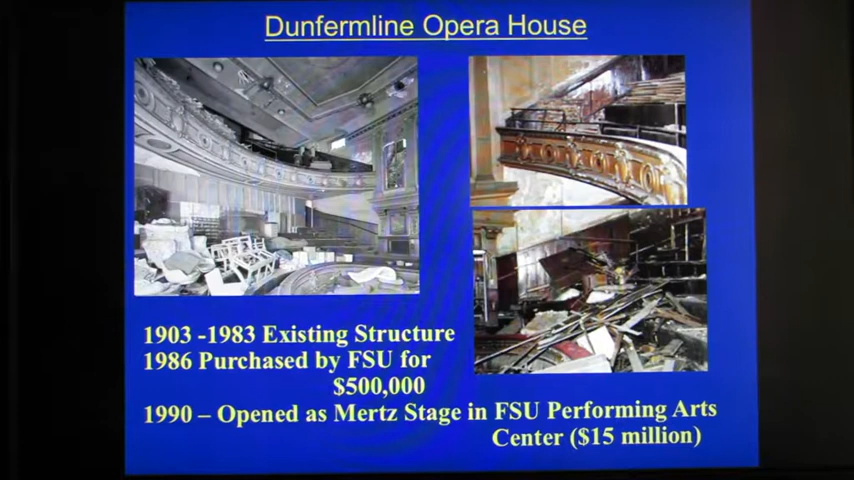 Dunfermline Opera House
1903 -1983 Existing Structure
1986 Purchased by FSU for
$500,000
1990 – Opened as Mertz Stage in FSU Performing Arts
Center ($15 million)